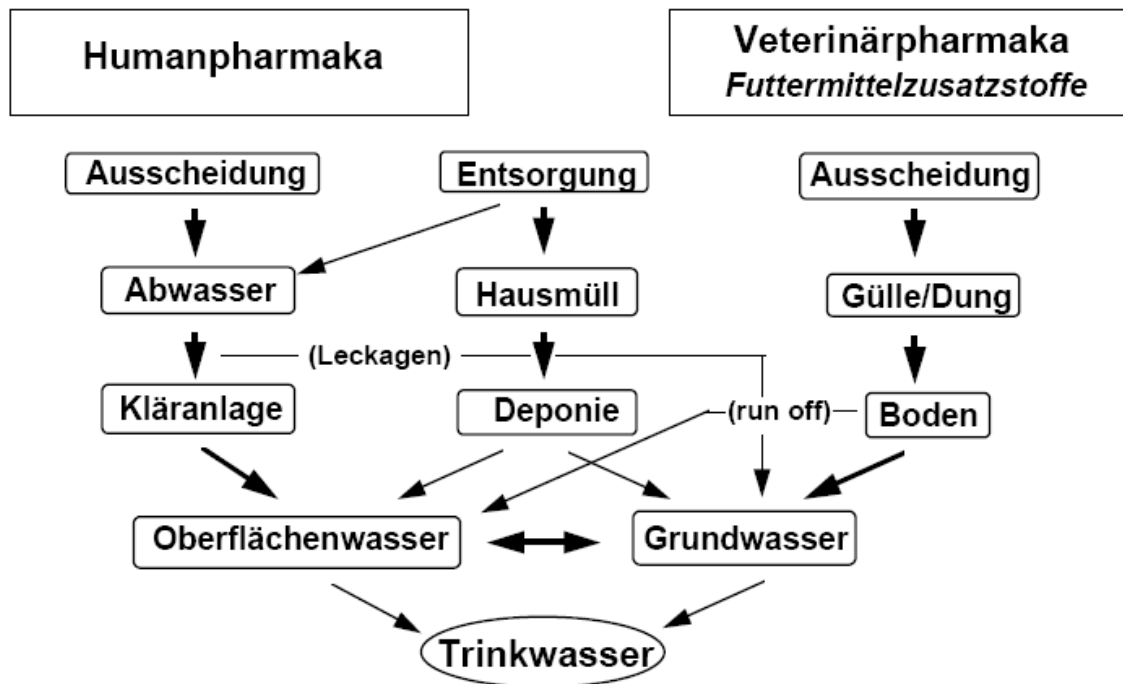 Humanpharmaka
Veterinärpharmaka
Futtermittelzusatzstoffe
Ausscheidung
Entsorgung
Ausscheidung
Abwasser
Hausmüll
Gülle/Dung
(Leckagen)
Kläranlage
Deponie
(run off)
Boden
Oberflächenwasser
Grundwasser
Trinkwasser